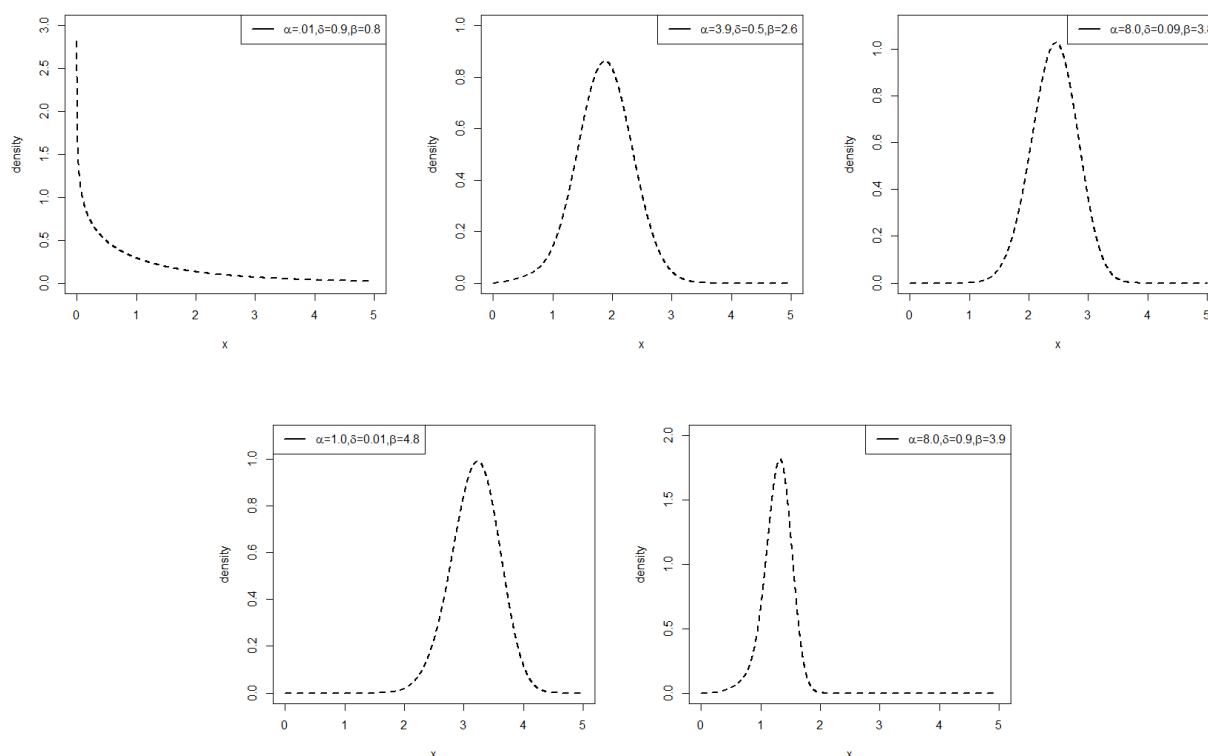 α=.01,δ=0.9,β=0.8
density
0.0 0.5 1.0 1.5 2.0 2.5 3.0
0 1 2 3 4 5
x
α=3.9,δ=0.5,β=2.6
density
0.0 0.2 0.4 0.6 0.8 1.0
0 1 2 3 4 5
x
α=8.0,δ=0.09,β=3.8
density
0.0 0.2 0.4 0.6 0.8 1.0
0 1 2 3 4 5
x
α=1.0,δ=0.01,β=4.8
density
0.0 0.2 0.4 0.6 0.8 1.0
0 1 2 3 4 5
x
α=8.0,δ=0.9,β=3.9
density
0.0 0.5 1.0 1.5 2.0
0 1 2 3 4 5
x